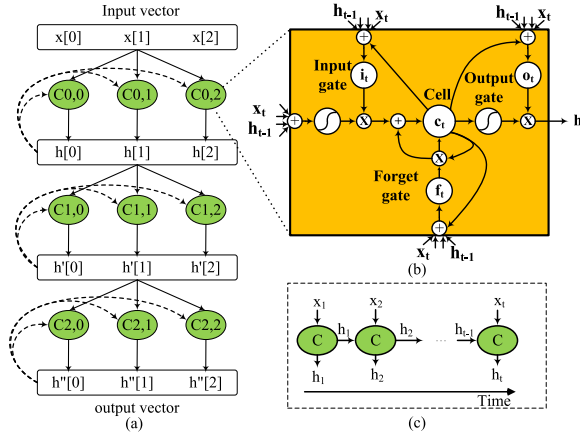 Input vector
x[0] x[1] x[2]
C0,0 C0,1 C0,2
h[0] h[1] h[2]
C1,0 C1,1 C1,2
h'[0] h'[1] h'[2]
C2,0 C2,1 C2,2
h''[0] h''[1] h''[2]
output vector
(a)
h_{t-1} x_t
h_{t-1} x_t
+
+
Input gate
i_t
Output gate
o_t
Cell
x_t
h_{t-1}
+
X
+
c_t
X
h
X
Forget gate
f_t
+
x_t h_{t-1}
(b)
x_1 x_2 x_t
C h_1 C h_2 ... h_{t-1} C
h_1 h_2 h_t
Time
(c)